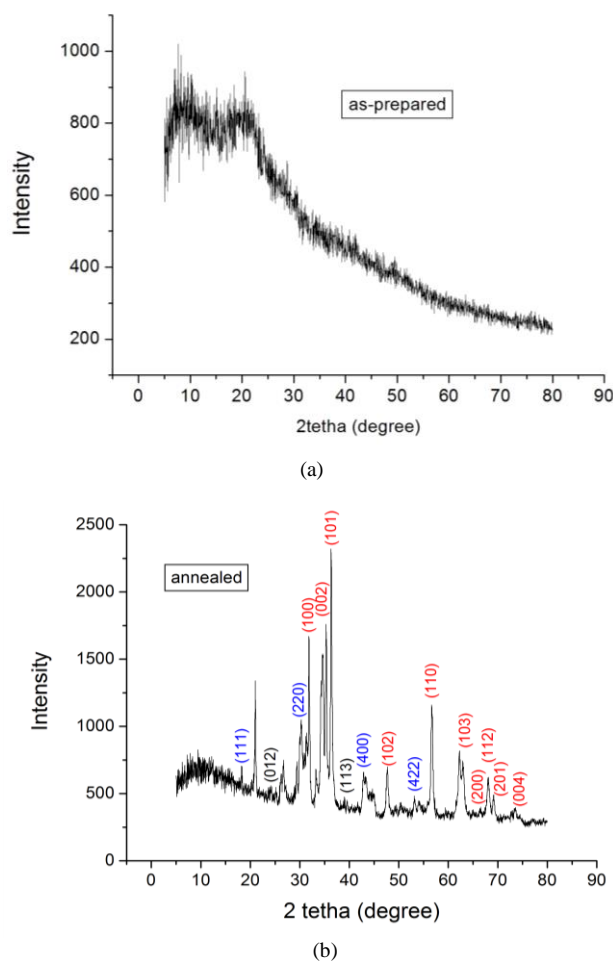 1000
800
600
400
200
Intensity
as-prepared
0 10 20 30 40 50 60 70 80 90
2tetha (degree)
(a)
2500
2000
1500
1000
500
0
Intensity
annealed
(111)
(012)
(220)
(100)
(002)
(101)
(113)
(400)
(102)
(422)
(110)
(103)
(200)
(112)
(201)
(004)
0 10 20 30 40 50 60 70 80
2 tetha (degree)
(b)